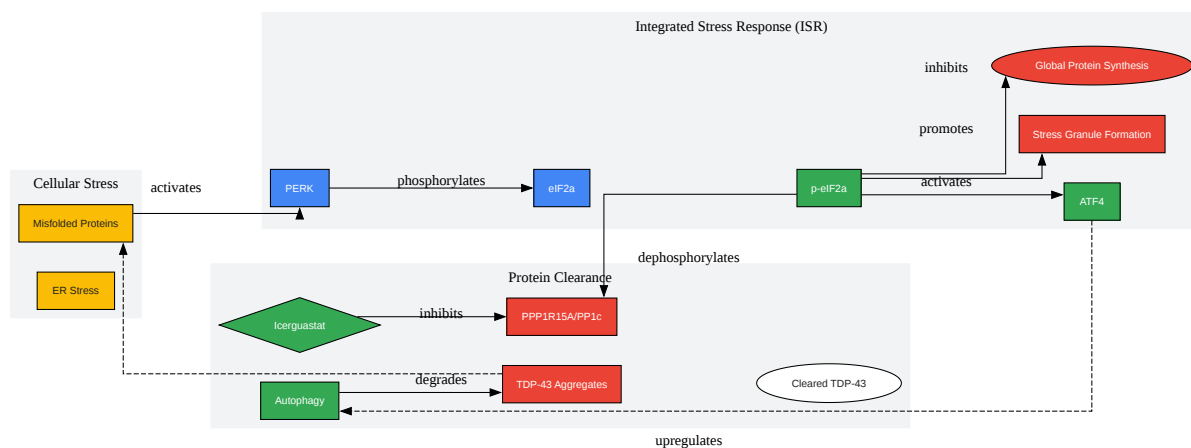 Integrated Stress Response (ISR)
inhibits
Global Protein Synthesis
promotes
Stress Granule Formation
Cellular Stress
activates
PERK
phosphorylates
eIF2a
p-eIF2a
activates
ATF4
Misfolded Proteins
ER Stress
dephosphorylates
Protein Clearance
Icerguastat
inhibits
PPP1R15A/PP1c
degrades
TDP-43 Aggregates
Autophagy
Cleared TDP-43
upregulates